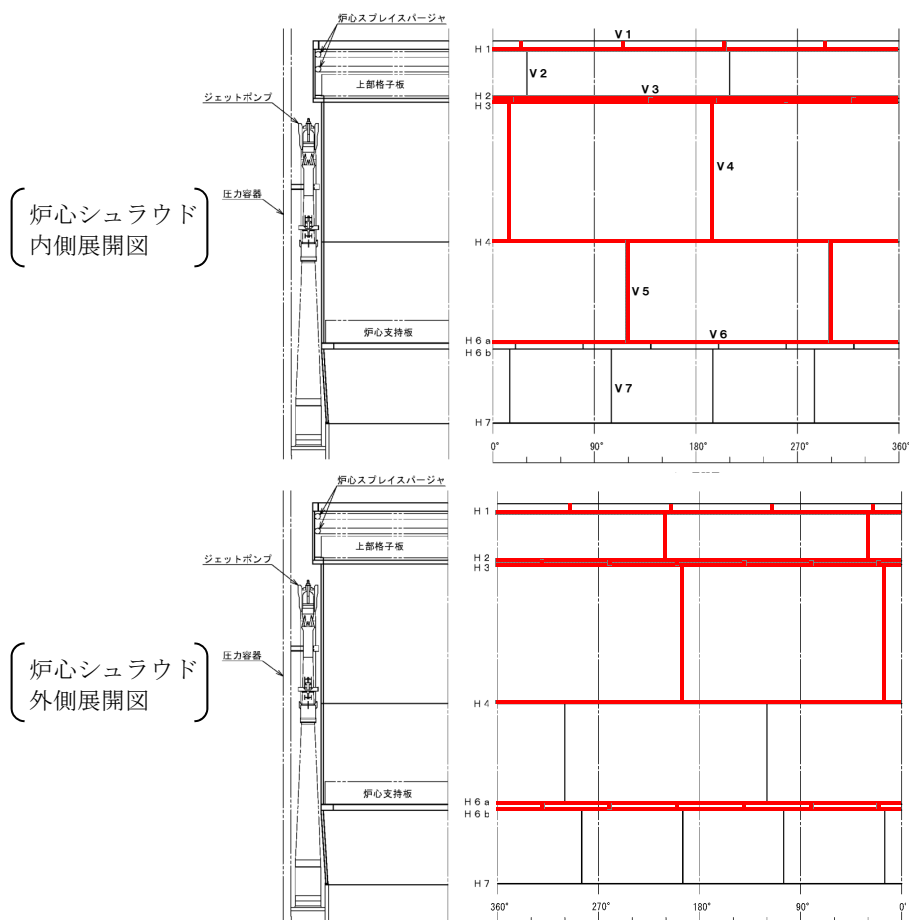 炉心スプレイスパージャ
上部格子板
ジェットポンプ
圧力容器
炉心シュラウド
内側展開図
炉心支持板
V1
H1
V2
H2
V3
H3
V4
H4
V5
V6
H6a
H6b
V7
H7
0° 90° 180° 270° 360°
炉心スプレイスパージャ
上部格子板
ジェットポンプ
圧力容器
炉心シュラウド
外側展開図
炉心支持板
H1
H2
H3
H4
H6a
H6b
H7
360° 270° 180° 90° 0°